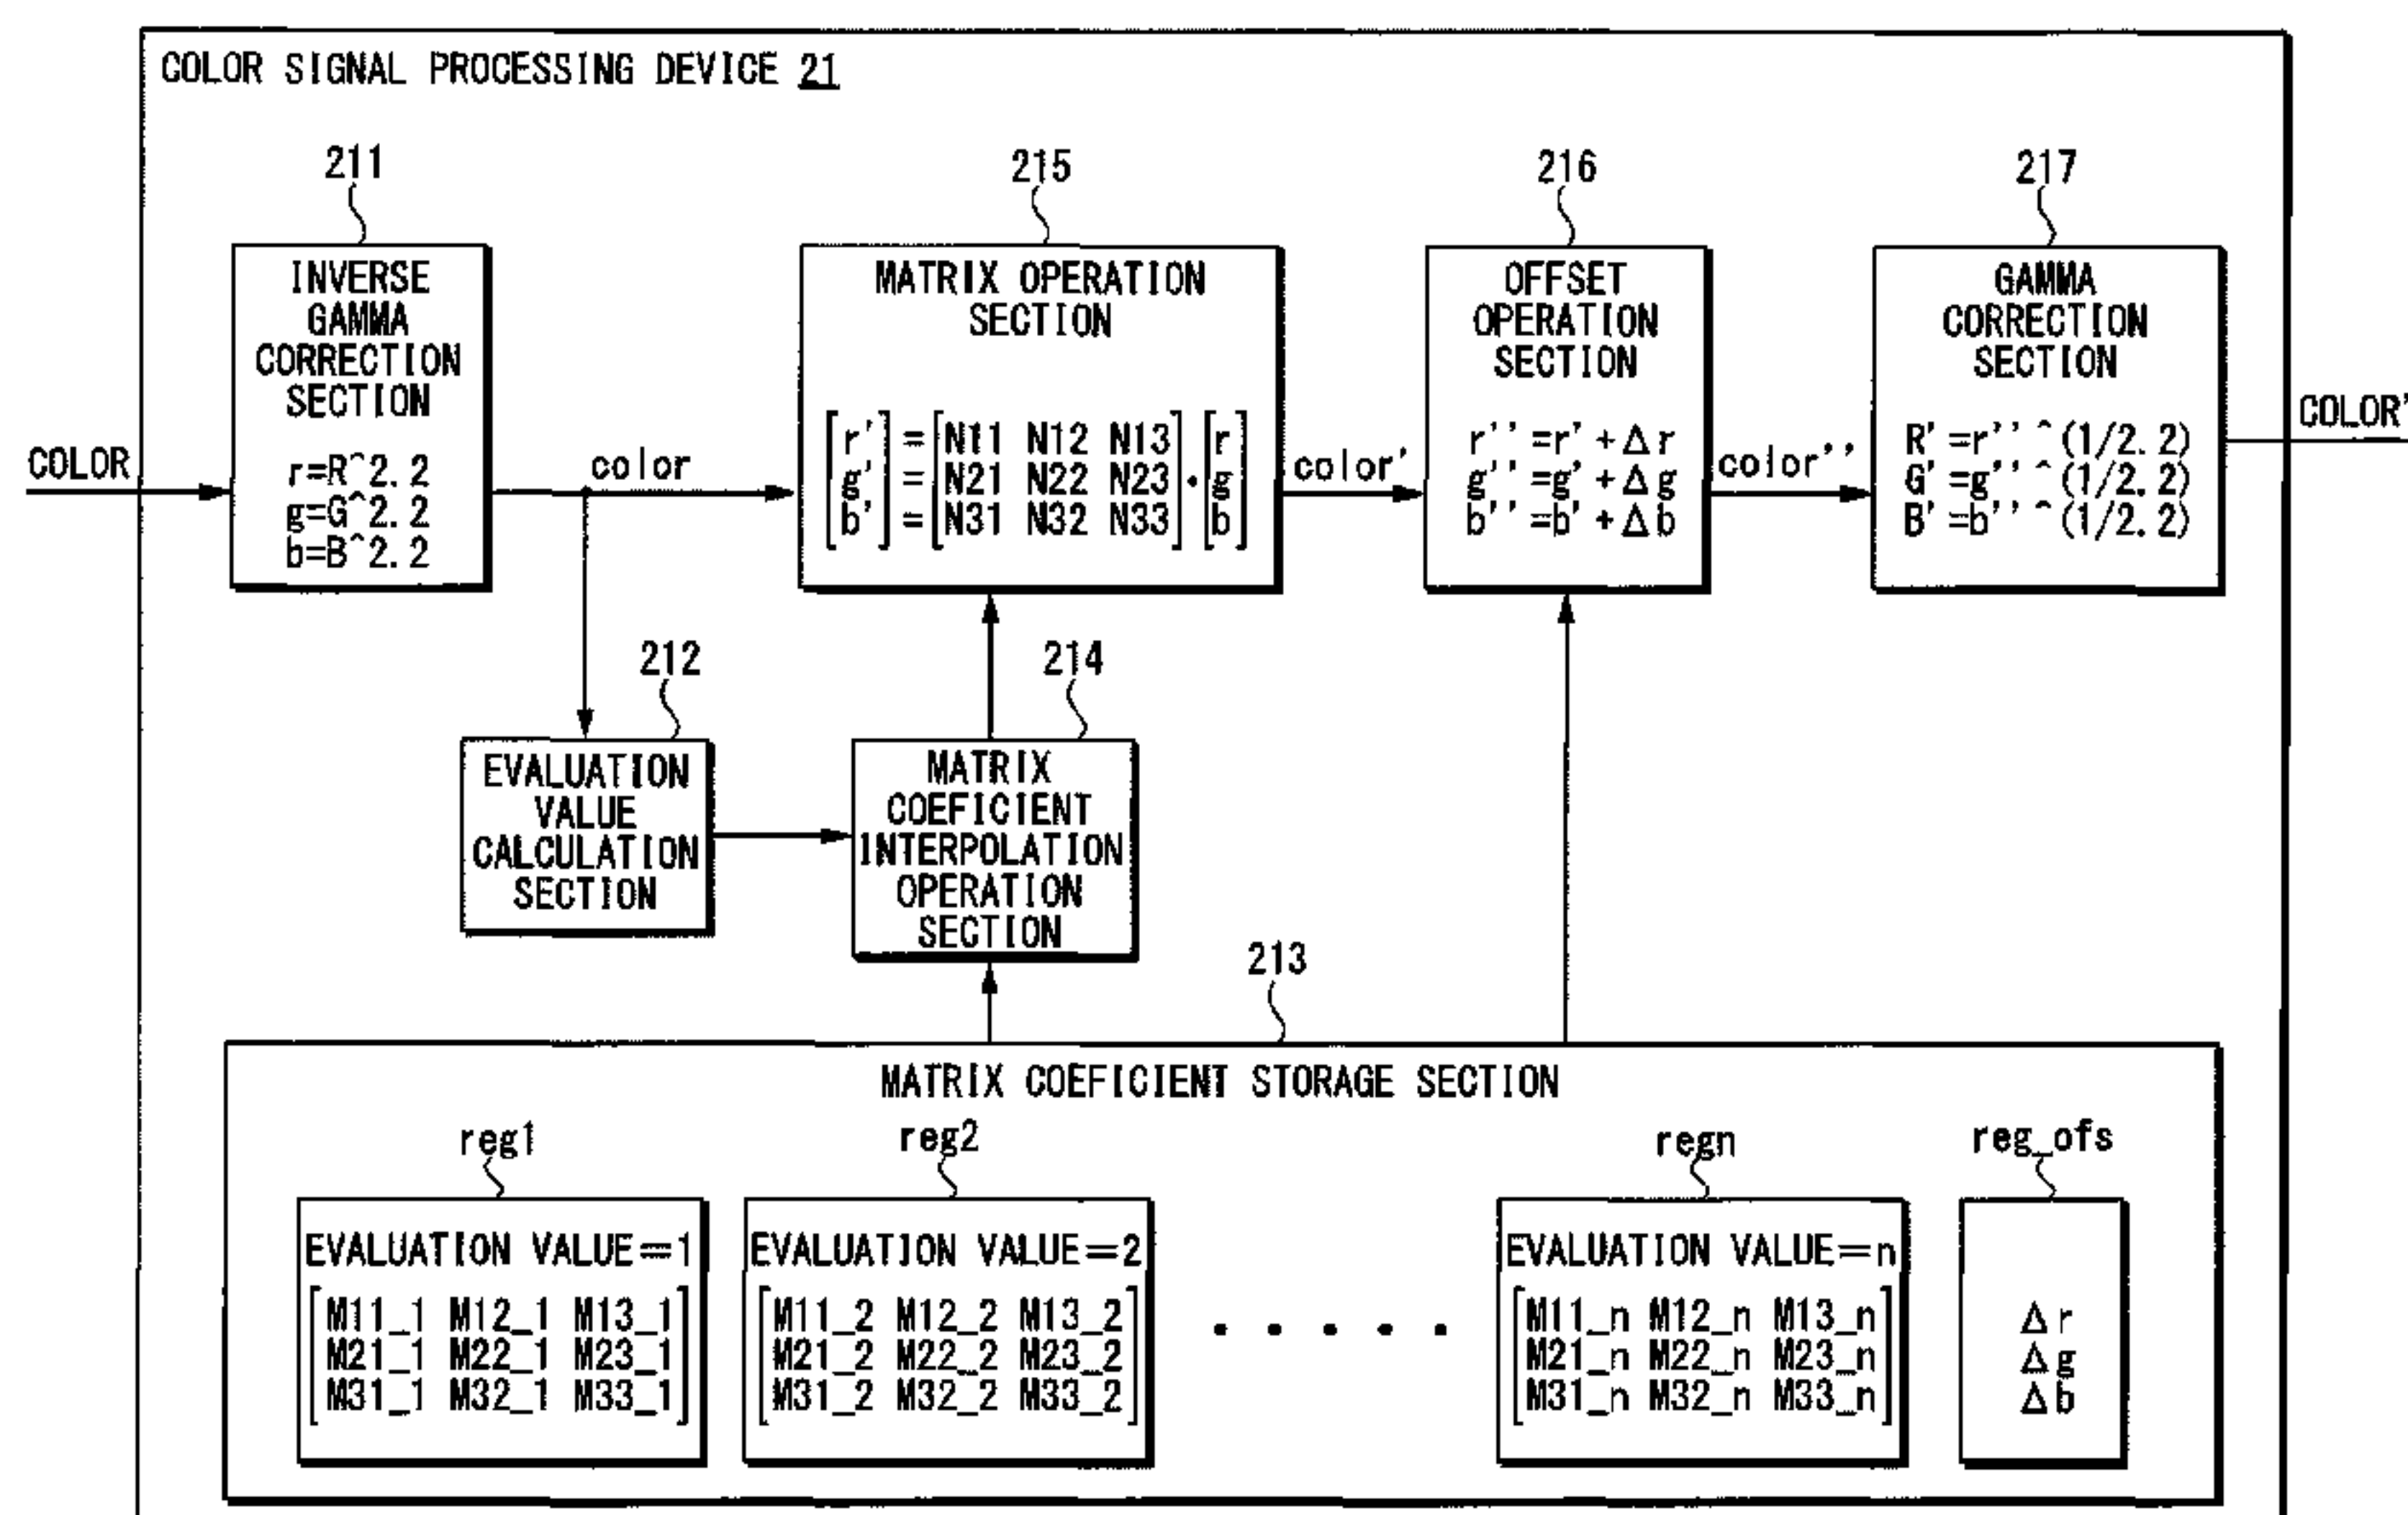 COLOR SIGNAL PROCESSING DEVICE 21
211
INVERSE
GAMMA
CORRECTION
SECTION
r=R^2.2
g=G^2.2
b=B^2.2
COLOR
color
215
MATRIX OPERATION
SECTION
[r'] = [N11 N12 N13] [r]
[g'] = [N21 N22 N23] · [g]
[b'] = [N31 N32 N33] [b]
color'
216
OFFSET
OPERATION
SECTION
r''=r'+Δr
g''=g'+Δg
b''=b'+Δb
color''
217
GAMMA
CORRECTION
SECTION
R'=r''^(1/2.2)
G'=g''^(1/2.2)
B'=b''^(1/2.2)
COLOR'
212
EVALUATION
VALUE
CALCULATION
SECTION
214
MATRIX
COEFICIENT
INTERPOLATION
OPERATION
SECTION
213
MATRIX COEFICIENT STORAGE SECTION
reg1
EVALUATION VALUE=1
M11_1 M12_1 M13_1
M21_1 M22_1 M23_1
M31_1 M32_1 M33_1
reg2
EVALUATION VALUE=2
M11_2 M12_2 M13_2
M21_2 M22_2 M23_2
M31_2 M32_2 M33_2
· · · · ·
regn
EVALUATION VALUE=n
M11_n M12_n M13_n
M21_n M22_n M23_n
M31_n M32_n M33_n
reg_ofs
Δr
Δg
Δb